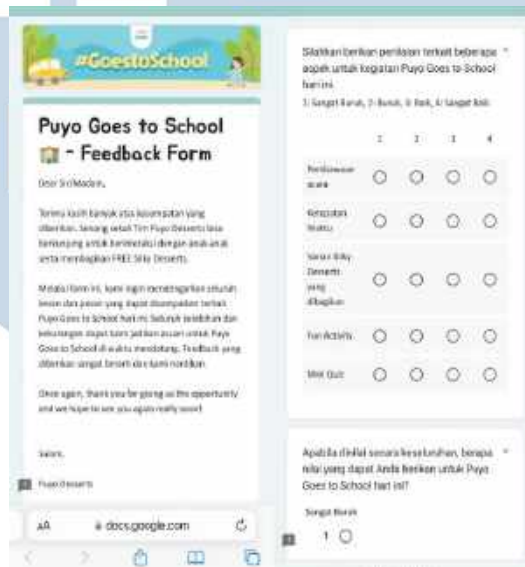 #GoestoSchool
Puyo Goes to School
🏫 - Feedback Form
Dear Sir/Madam,
Terima kasih banyak atas kesempatan yang
diberikan. Senang sekali Tim Puyo Desserts bisa
berkunjung untuk berinteraksi dengan anak-anak
serta membagikan FREE Silky Desserts.
Melalui form ini, kami ingin mendengarkan seluruh
kesan dan pesan yang dapat disampaikan terkait
Puyo Goes to School hari ini. Seluruh kelebihan dan
kekurangan dapat kami jadikan acuan untuk Puyo
Goes to School di waktu mendatang. Feedback yang
diberikan sangat berarti dan kami nantikan.
Once again, thank you for giving us the opportunity
and we hope to see you again really soon!
Salam,
Puyo Desserts
AA docs.google.com
Silahkan berikan penilaian terkait beberapa *
aspek untuk kegiatan Puyo Goes to School
hari ini
1: Sangat Buruk, 2: Buruk, 3: Baik, 4: Sangat Baik
1 2 3 4
Pembawaan
acara
Ketepatan
Waktu
Varian Silky
Desserts
yang
dibagikan
Fun Activity
Mini Quiz
Apabila dinilai secara keseluruhan, berapa *
nilai yang dapat Anda berikan untuk Puyo
Goes to School hari ini?
Sangat Buruk
1